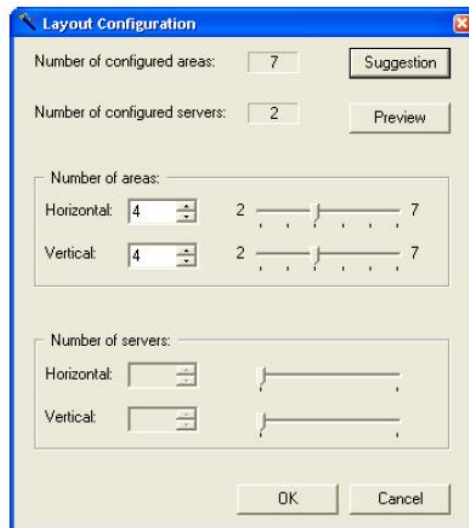 Layout Configuration
Number of configured areas: 7 Suggestion
Number of configured servers: 2 Preview
Number of areas:
Horizontal: 4 2 7
Vertical: 4 2 7
Number of servers:
Horizontal:
Vertical:
OK Cancel